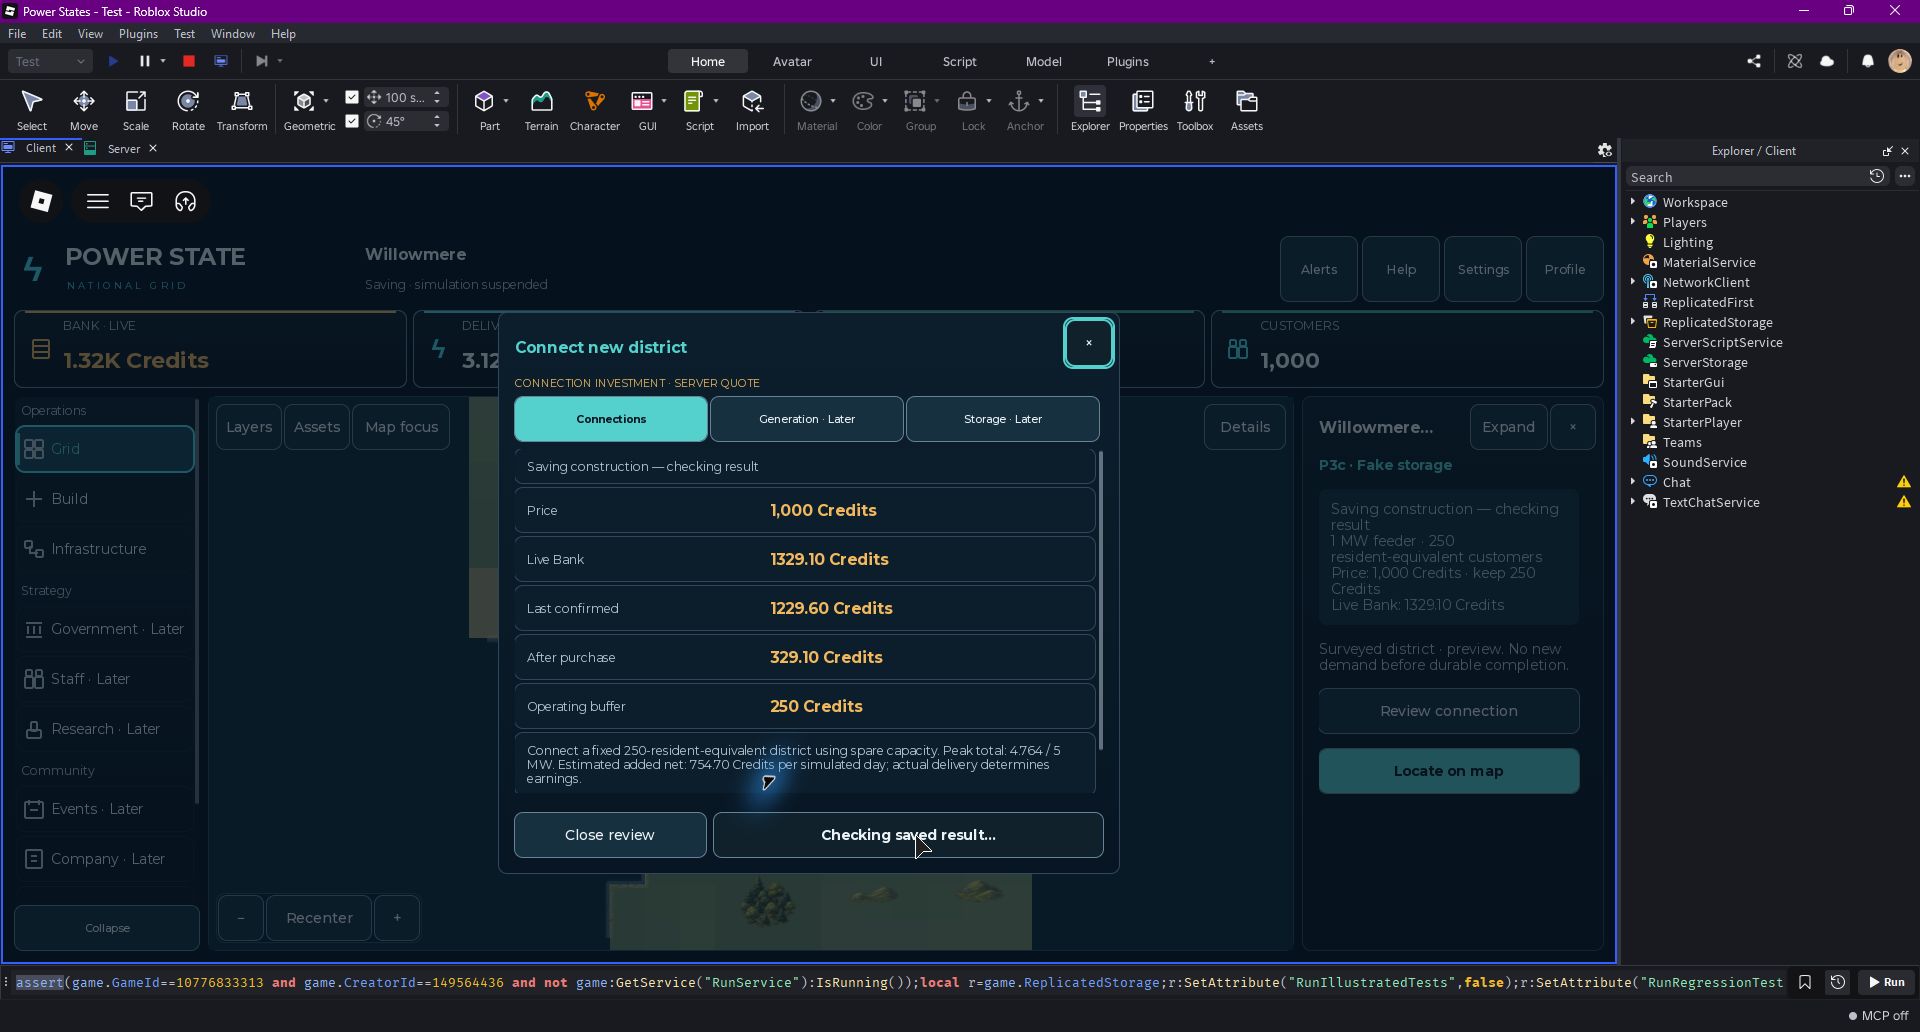 Power States - Test - Roblox Studio
File Edit View Plugins Test Window Help
Test
Home Avatar UI Script Model Plugins +
100 s...
45°
Select Move Scale Rotate Transform Geometric Part Terrain Character GUI Script Import Material Color Group Lock Anchor Explorer Properties Toolbox Assets
Client Server
Explorer / Client
Search
Workspace
Players
Lighting
MaterialService
NetworkClient
ReplicatedFirst
ReplicatedStorage
ServerScriptService
ServerStorage
StarterGui
StarterPack
StarterPlayer
Teams
SoundService
Chat
TextChatService
POWER STATE
NATIONAL GRID
Willowmere
Saving · simulation suspended
Alerts Help Settings Profile
BANK · LIVE
1.32K Credits
DELIV
3.12
CUSTOMERS
1,000
Operations
Grid
Build
Infrastructure
Strategy
Government · Later
Staff · Later
Research · Later
Community
Events · Later
Company · Later
Collapse
Layers Assets Map focus
Details
− Recenter +
Connect new district
×
CONNECTION INVESTMENT · SERVER QUOTE
Connections Generation · Later Storage · Later
Saving construction — checking result
Price 1,000 Credits
Live Bank 1329.10 Credits
Last confirmed 1229.60 Credits
After purchase 329.10 Credits
Operating buffer 250 Credits
Connect a fixed 250-resident-equivalent district using spare capacity. Peak total: 4.764 / 5
MW. Estimated added net: 754.70 Credits per simulated day; actual delivery determines
earnings.
Close review Checking saved result...
Willowmere... Expand ×
P3c · Fake storage
Saving construction — checking
result
1 MW feeder · 250
resident-equivalent customers
Price: 1,000 Credits · keep 250
Credits
Live Bank: 1329.10 Credits
Surveyed district · preview. No new
demand before durable completion.
Review connection
Locate on map
assert(game.GameId==10776833313 and game.CreatorId==149564436 and not game:GetService("RunService"):IsRunning());local r=game.ReplicatedStorage;r:SetAttribute("RunIllustratedTests",false);r:SetAttribute("RunRegressionTest
Run
MCP off